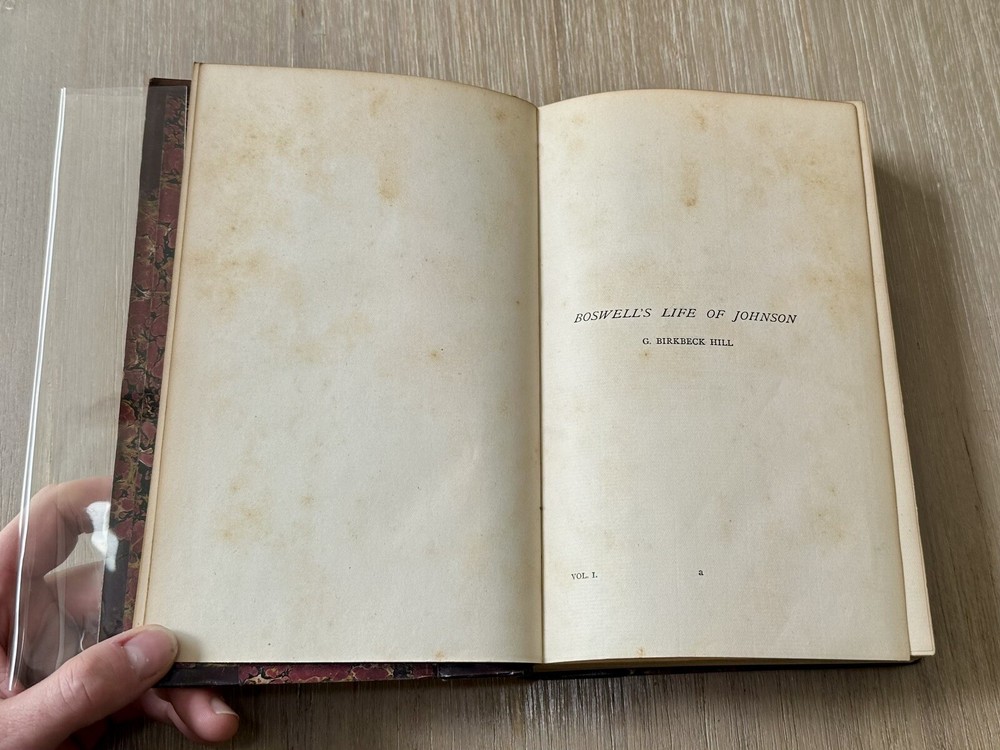 BOSWELL'S LIFE OF JOHNSON
G. BIRKBECK HILL
VOL. I. a